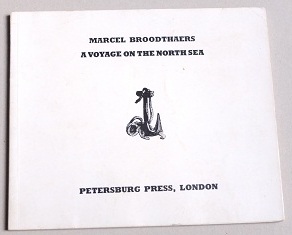 MARCEL BROODTHAERS
A VOYAGE ON THE NORTH SEA
PETERSBURG PRESS, LONDON